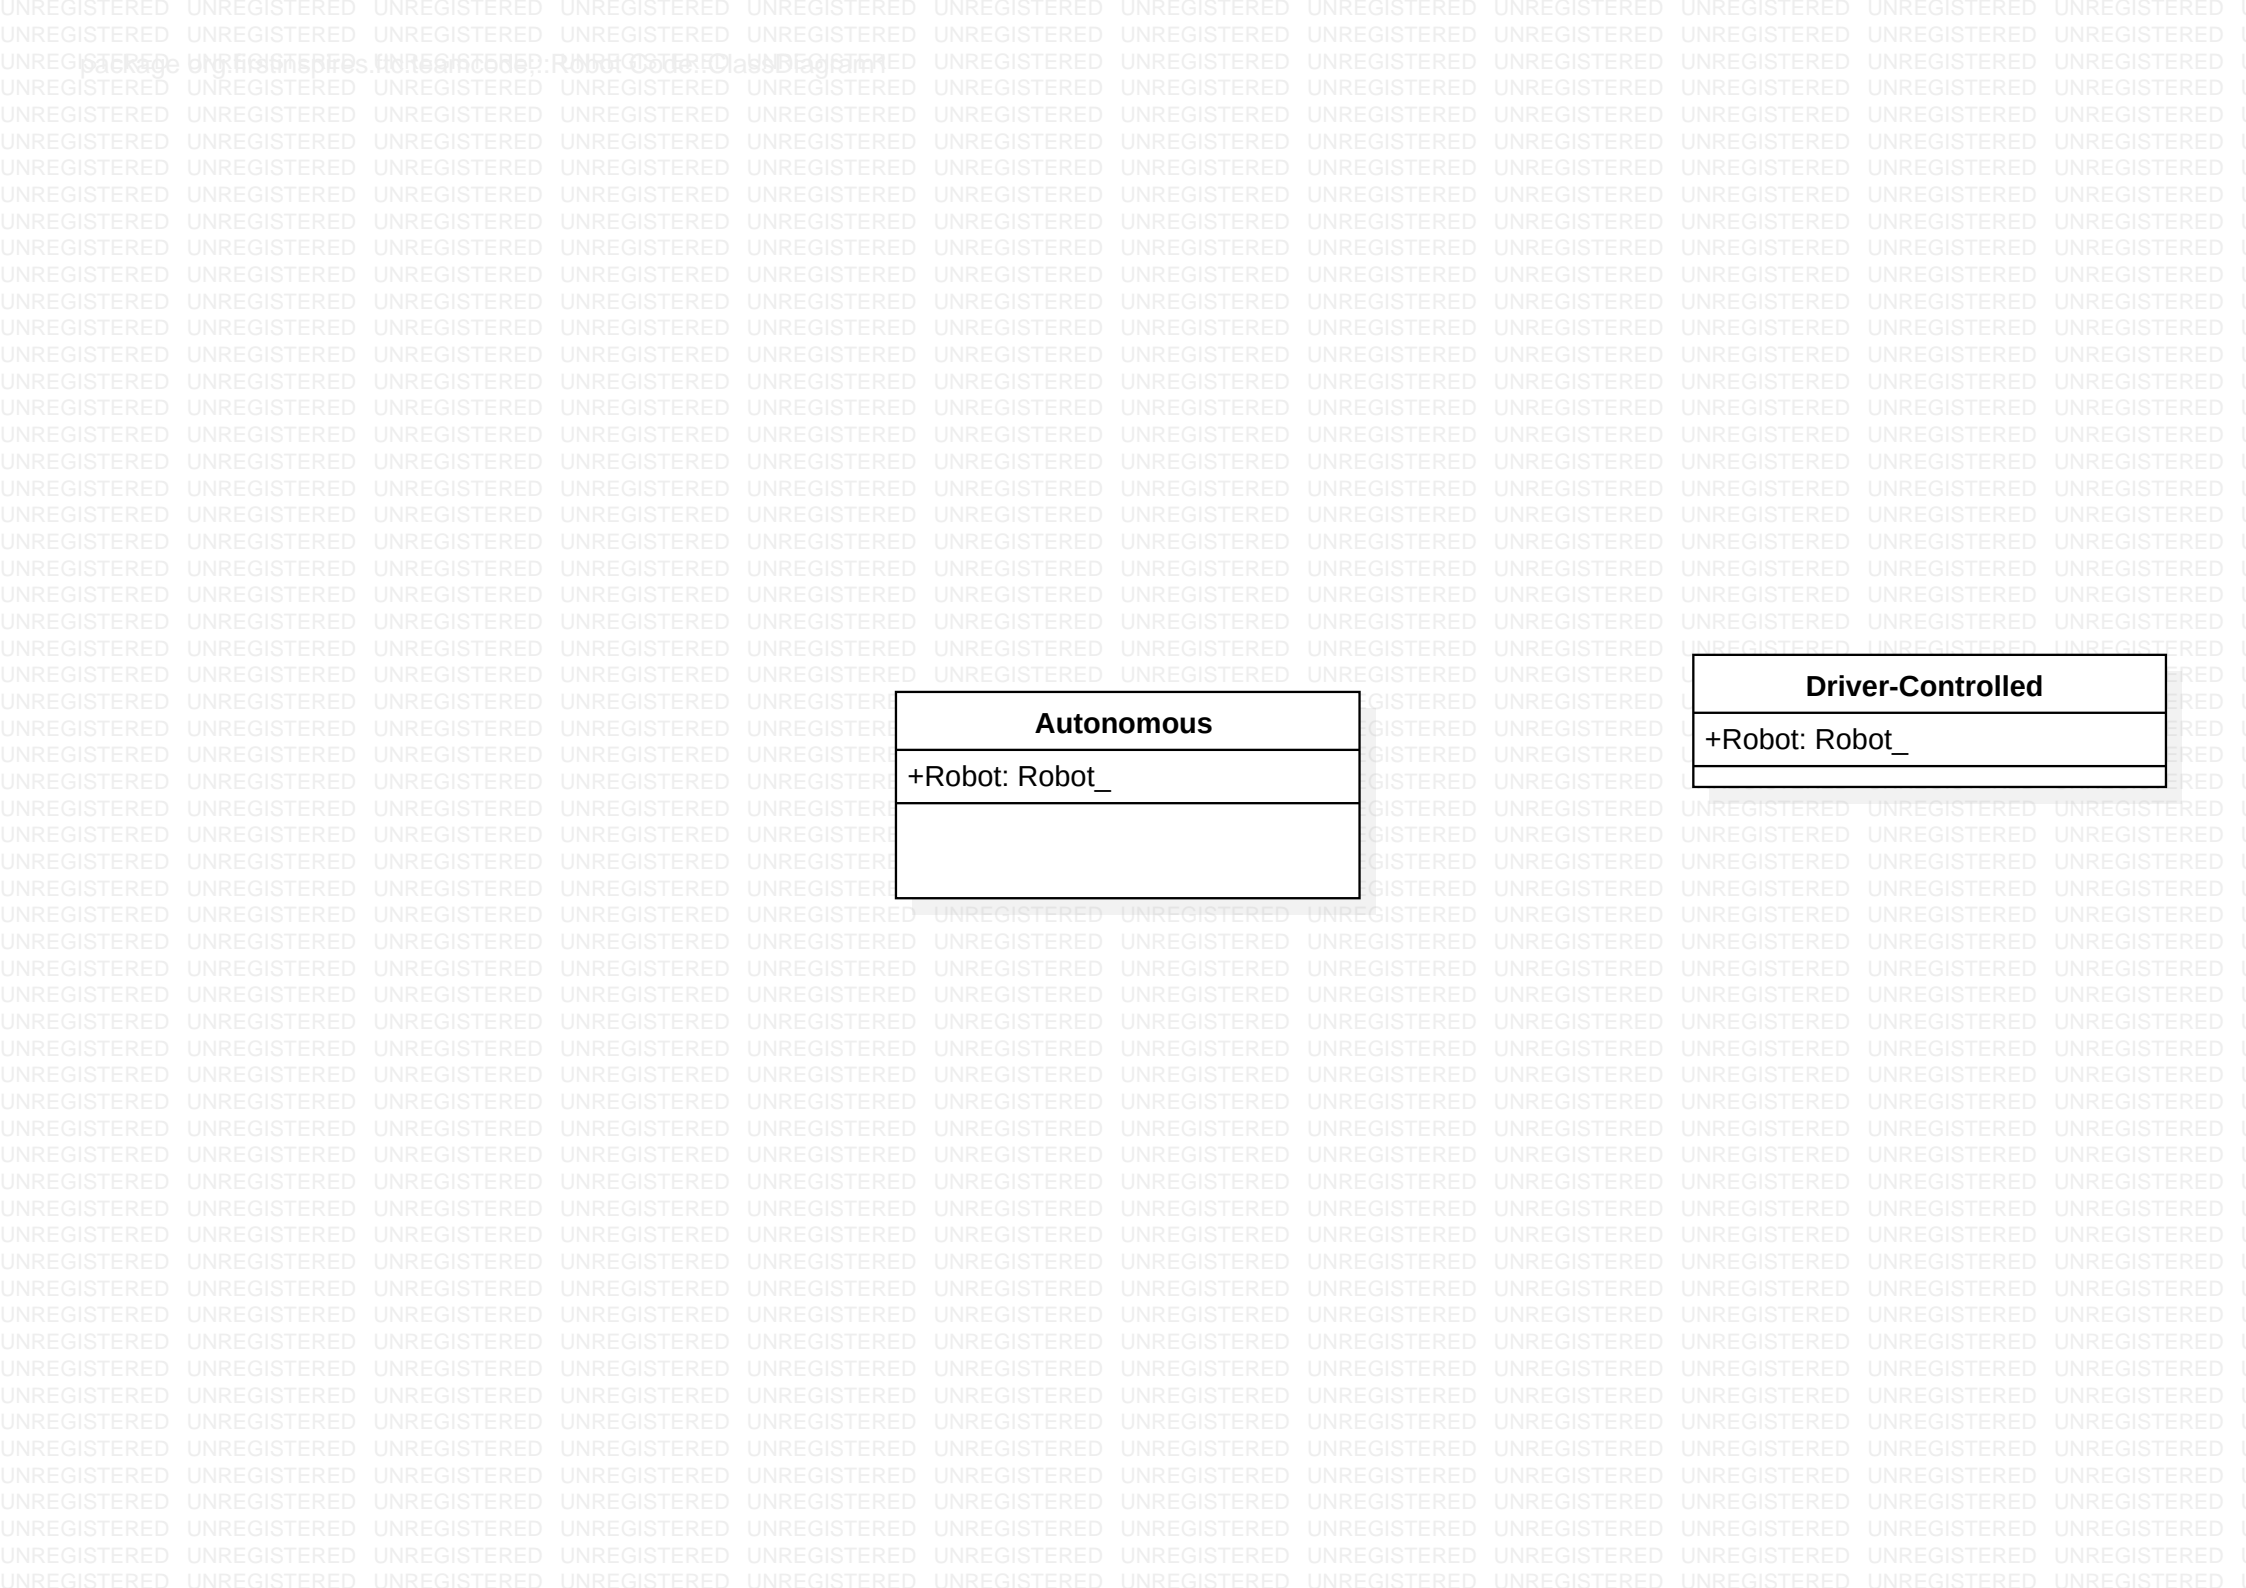 package org.firstinspires.ftc.teamcode;::Robot Code::ClassDiagram1
Autonomous
+Robot: Robot_
Driver-Controlled
+Robot: Robot_
UNREGISTERED